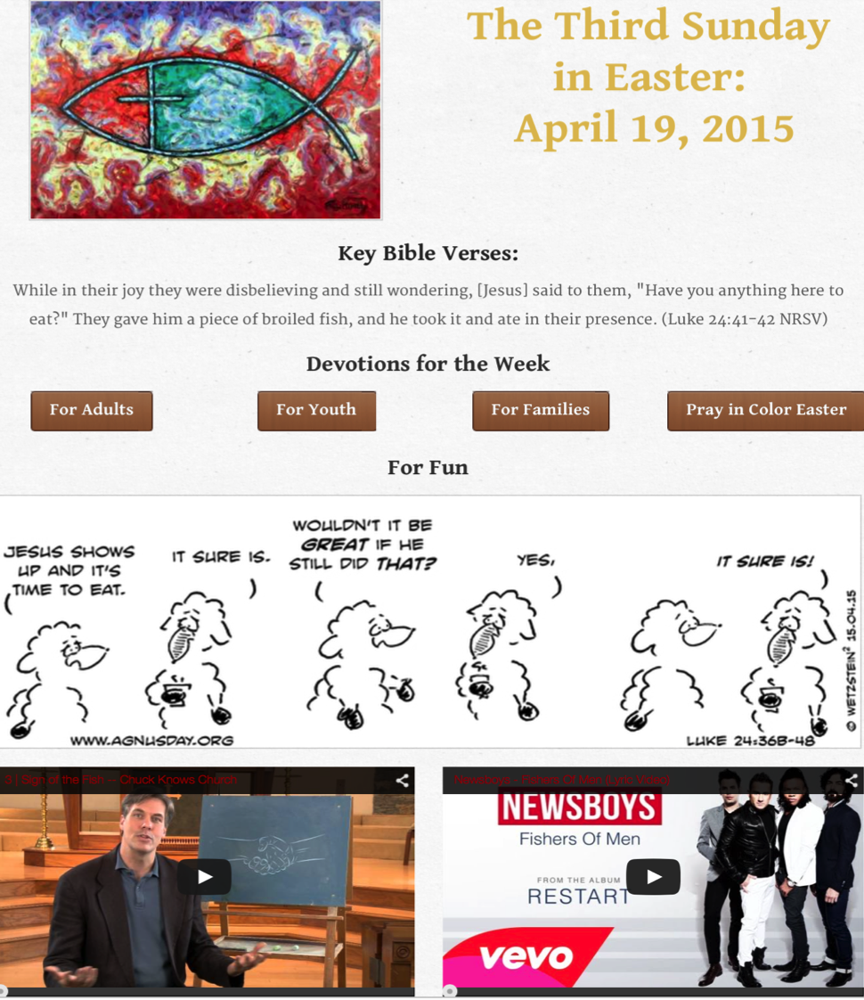 The Third Sunday
in Easter:
April 19, 2015
Key Bible Verses:
While in their joy they were disbelieving and still wondering, [Jesus] said to them, "Have you anything here to
eat?" They gave him a piece of broiled fish, and he took it and ate in their presence. (Luke 24:41-42 NRSV)
Devotions for the Week
For Adults
For Youth
For Families
Pray in Color Easter
For Fun
JESUS SHOWS
UP AND IT'S
TIME TO EAT.
IT SURE IS.
WOULDN'T IT BE
GREAT IF HE
STILL DID THAT?
YES,
IT SURE IS!
© WETZSTEIN² 15.04.15
WWW.AGNUSDAY.ORG
LUKE 24:36B-48
S | Sign of the Fish -- Chuck Knows Church
Newsboys - Fishers Of Men (Lyric Video)
NEWSBOYS
Fishers Of Men
FROM THE ALBUM
RESTART
vevo